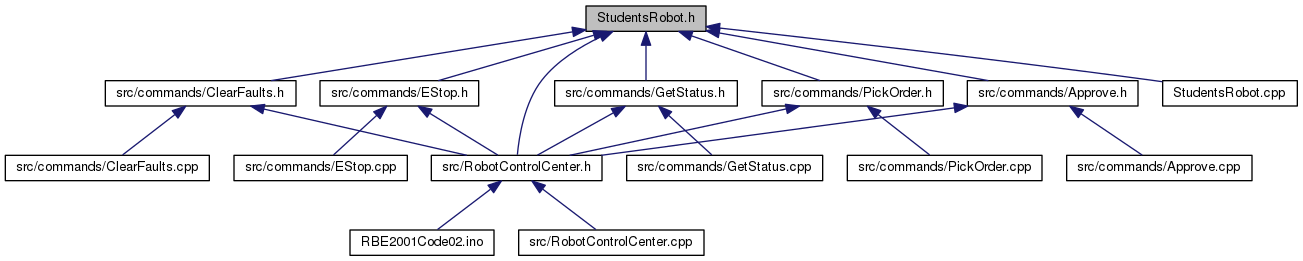 StudentsRobot.h
src/commands/ClearFaults.h
src/commands/EStop.h
src/commands/GetStatus.h
src/commands/PickOrder.h
src/commands/Approve.h
StudentsRobot.cpp
src/commands/ClearFaults.cpp
src/commands/EStop.cpp
src/RobotControlCenter.h
src/commands/GetStatus.cpp
src/commands/PickOrder.cpp
src/commands/Approve.cpp
RBE2001Code02.ino
src/RobotControlCenter.cpp